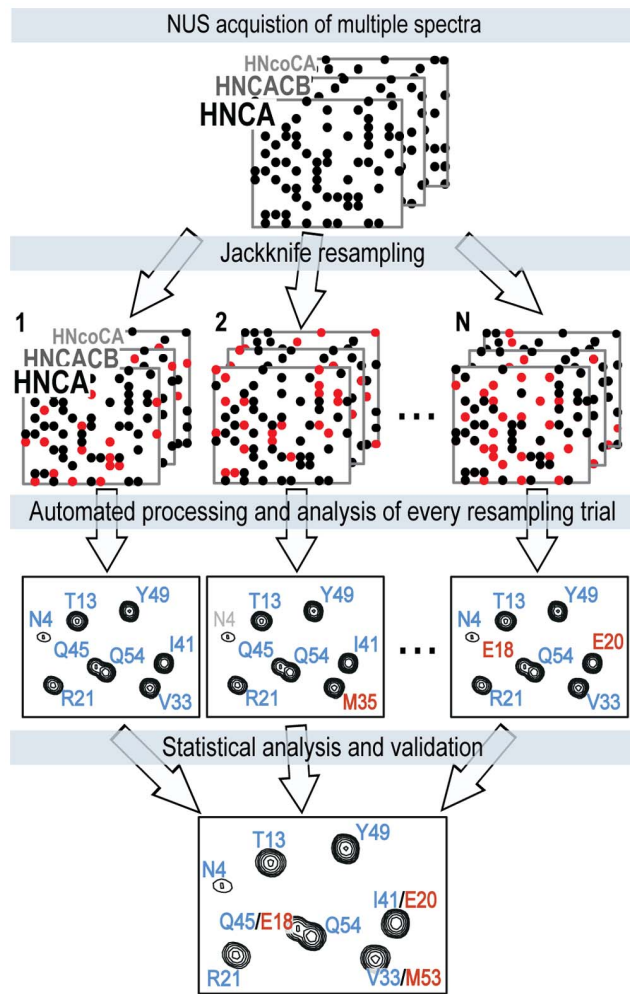 NUS acquistion of multiple spectra
HNcoCA
HNCACB
HNCA
Jackknife resampling
1
HNcoCA
HNCACB
HNCA
2
...
N
Automated processing and analysis of every resampling trial
T13 Y49
N4
Q45 Q54 I41
R21 V33
T13 Y49
N4
Q45 Q54 I41
R21 M35
...
T13 Y49
N4
E18 Q54 E20
R21 V33
Statistical analysis and validation
T13 Y49
N4
I41/E20
Q45/E18 Q54
R21 V33/M53